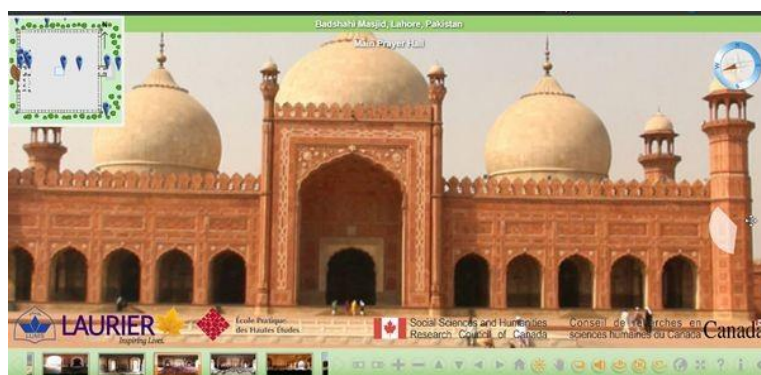 Badshahi Masjid, Lahore, Pakistan
Main Prayer Hall
N
LAURIER
Inspiring Lives.
École Pratique
des Hautes Études
Social Sciences and Humanities
Research Council of Canada
Conseil de recherches en
sciences humaines du Canada
Canada